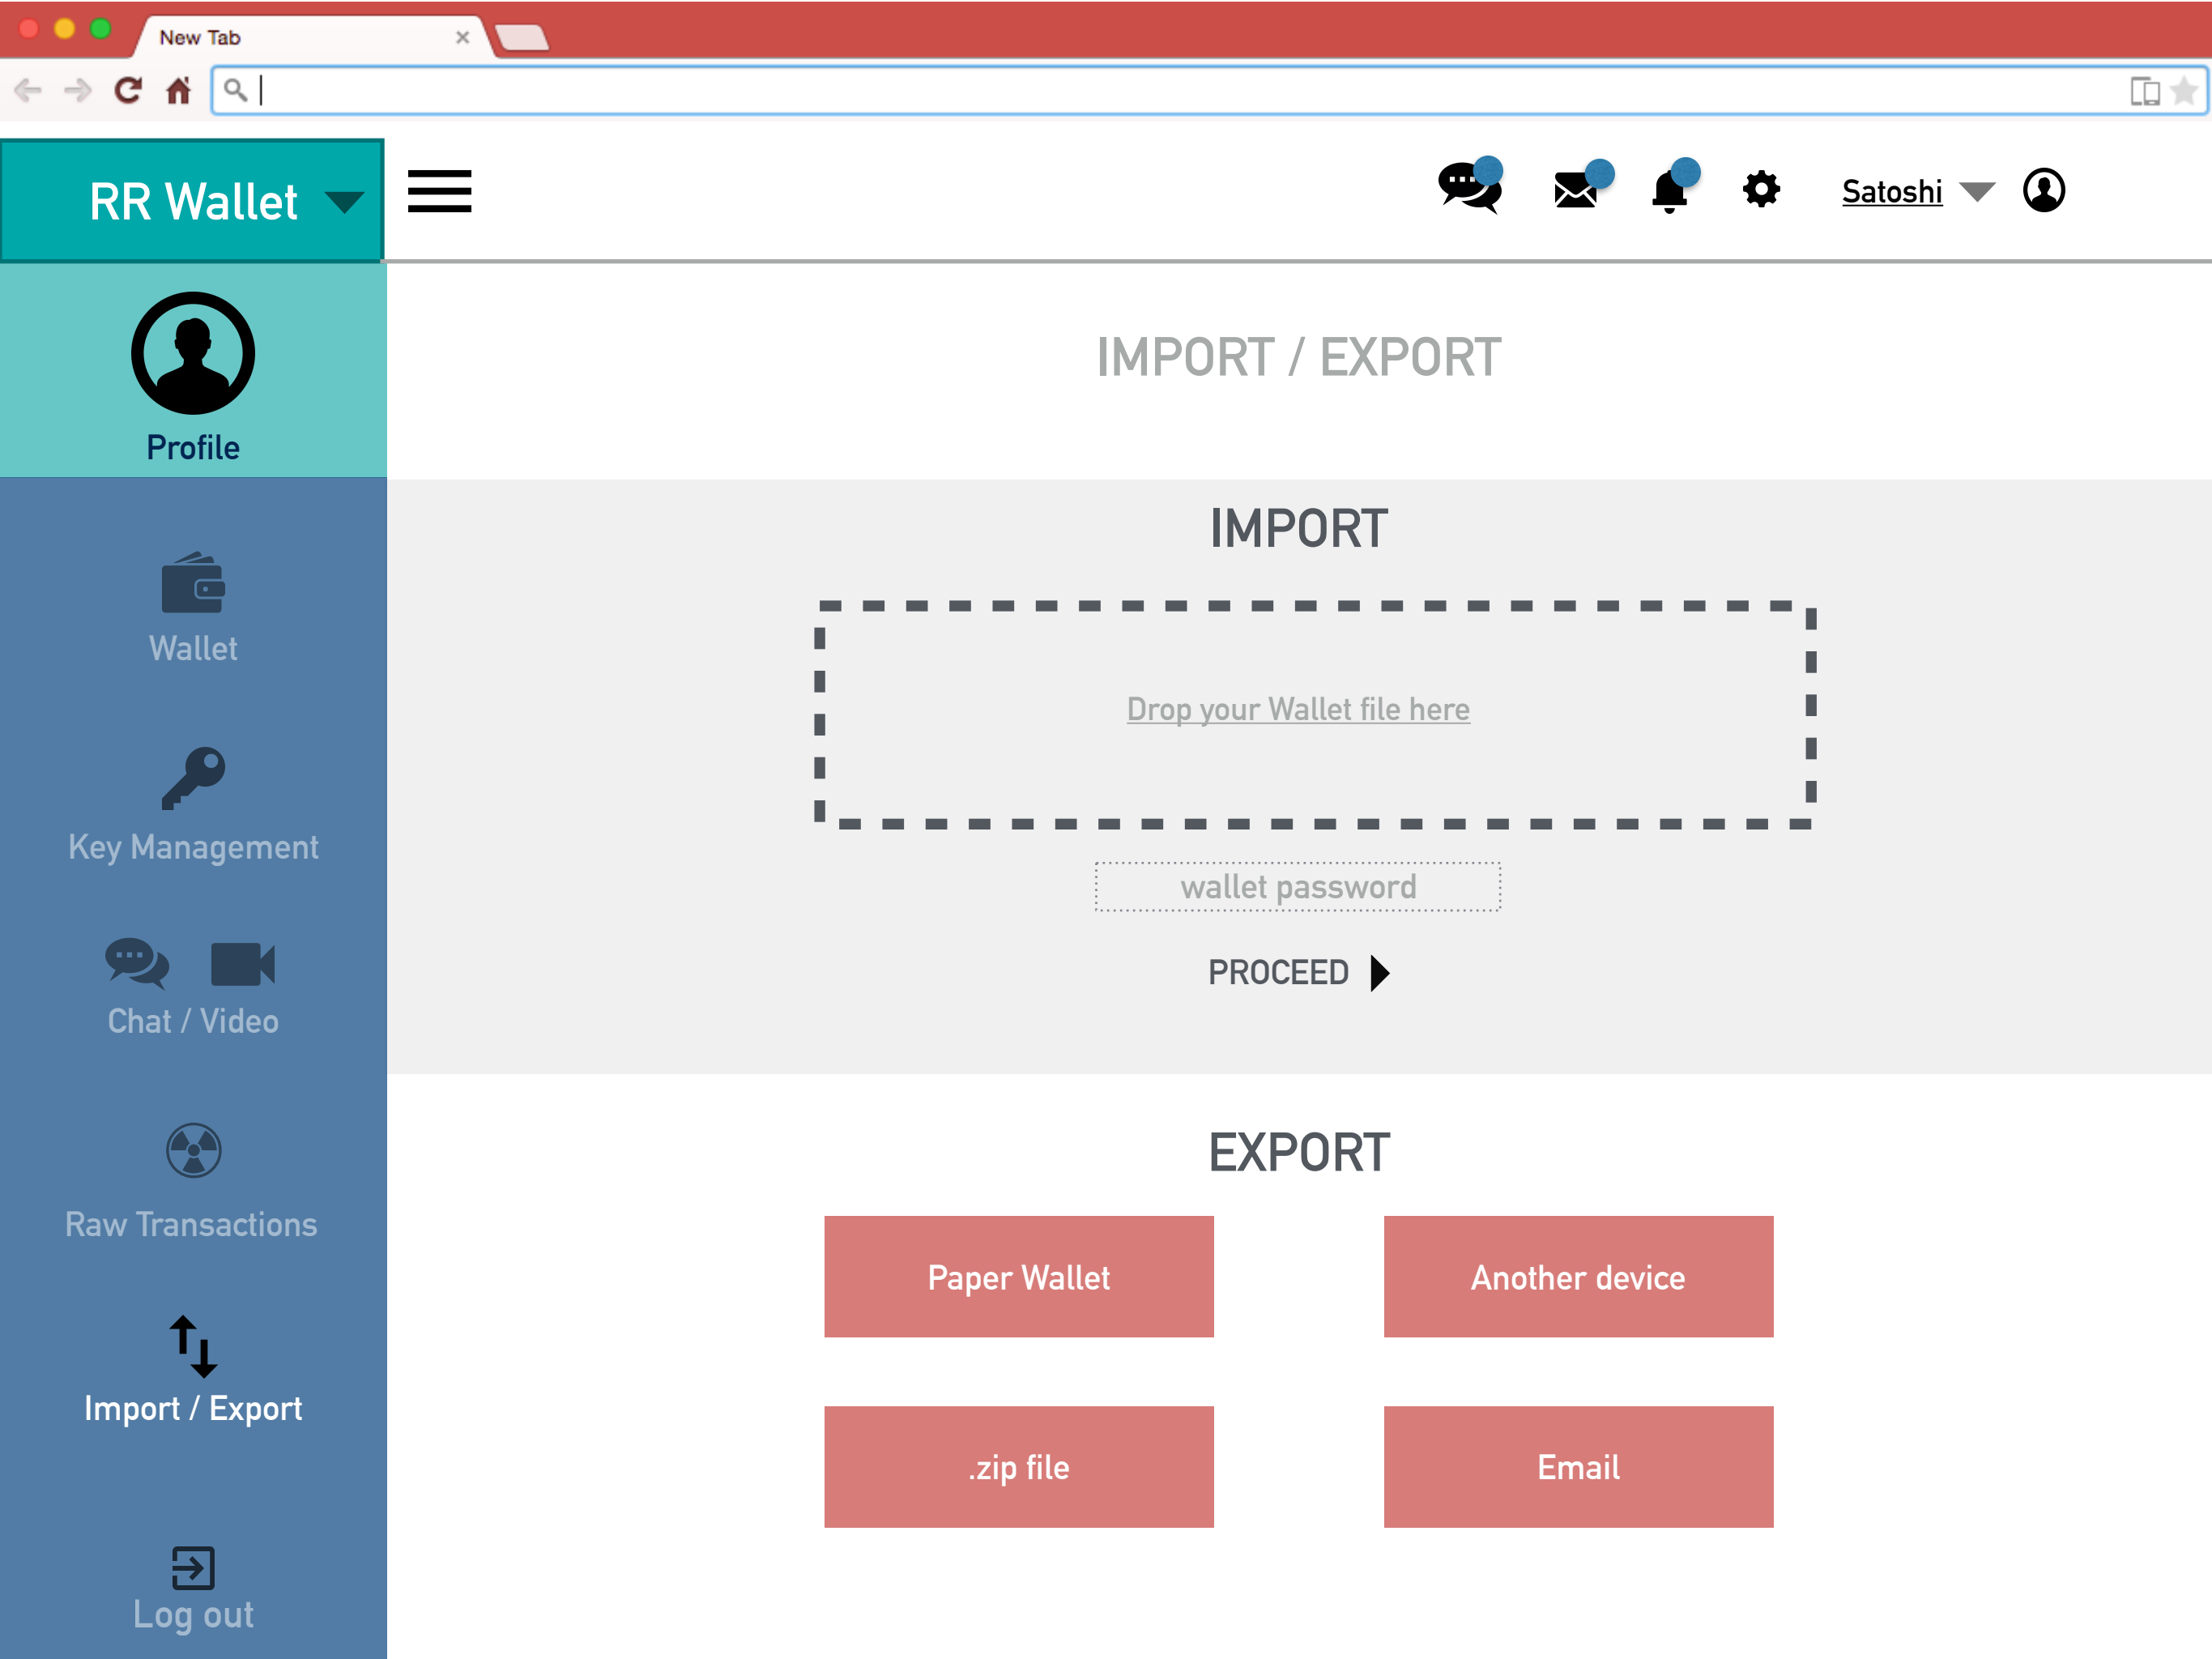 New Tab
RR Wallet
Satoshi
Profile
Wallet
Key Management
Chat / Video
Raw Transactions
Import / Export
Log out
IMPORT / EXPORT
IMPORT
Drop your Wallet file here
wallet password
PROCEED
EXPORT
Paper Wallet
Another device
.zip file
Email